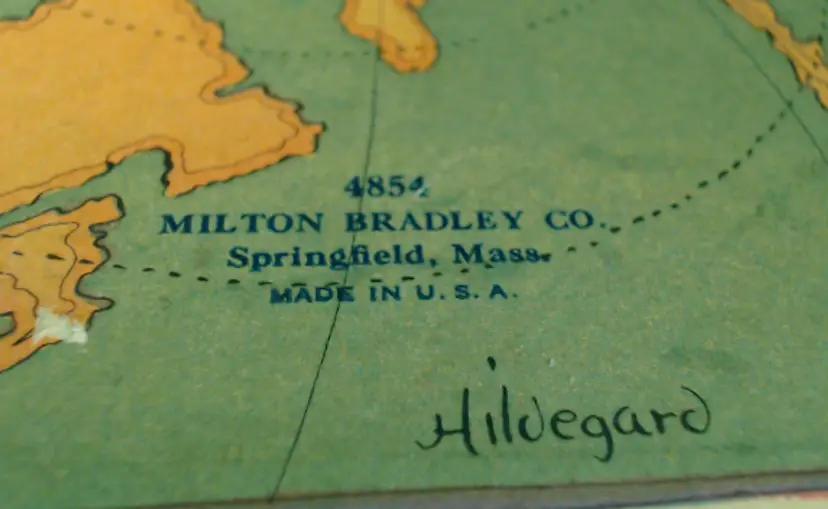 4854
MILTON BRADLEY CO.
Springfield, Mass.
MADE IN U.S.A.
Hildegard